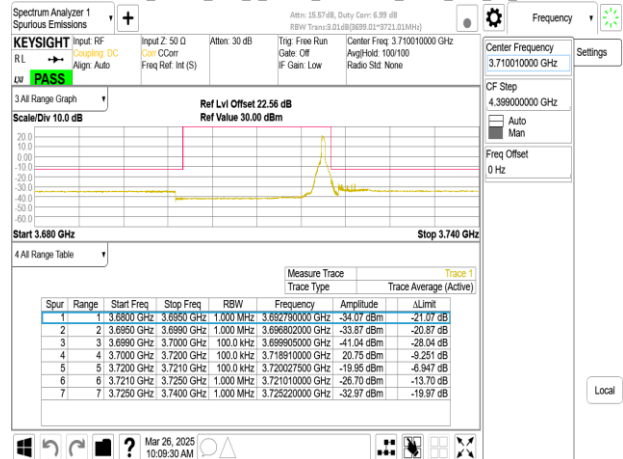 Spectrum Analyzer 1
Spurious Emissions
Attn: 15.57dB, Duty Corr: 6.99 dB
RBW Trans:3.01dB(3699.01~3721.01MHz)
Frequency
KEYSIGHT
RL
PASS
Input: RF
Coupling: DC
Align: Auto
Input Z: 50 Ω
Corr CCorr
Freq Ref: Int (S)
Atten: 30 dB
Trig: Free Run
Gate: Off
IF Gain: Low
Center Freq: 3.710010000 GHz
Avg|Hold: 100/100
Radio Std: None
Center Frequency
3.710010000 GHz
Settings
CF Step
4.399000000 GHz
Auto
Man
Freq Offset
0 Hz
Local
3 All Range Graph
Scale/Div 10.0 dB
Ref Lvl Offset 22.56 dB
Ref Value 30.00 dBm
20.0
10.0
0.00
-10.0
-20.0
-30.0
-40.0
-50.0
-60.0
Start 3.680 GHz
Stop 3.740 GHz
4 All Range Table
Measure Trace Trace 1
Trace Type Trace Average (Active)
Spur Range Start Freq Stop Freq RBW Frequency Amplitude ΔLimit
1 1 3.6800 GHz 3.6950 GHz 1.000 MHz 3.692790000 GHz -34.07 dBm -21.07 dB
2 2 3.6950 GHz 3.6990 GHz 1.000 MHz 3.696802000 GHz -33.87 dBm -20.87 dB
3 3 3.6990 GHz 3.7000 GHz 100.0 kHz 3.699905000 GHz -41.04 dBm -28.04 dB
4 4 3.7000 GHz 3.7200 GHz 100.0 kHz 3.718910000 GHz 20.75 dBm -9.251 dB
5 5 3.7200 GHz 3.7210 GHz 100.0 kHz 3.720027500 GHz -19.95 dBm -6.947 dB
6 6 3.7210 GHz 3.7250 GHz 1.000 MHz 3.721010000 GHz -26.70 dBm -13.70 dB
7 7 3.7250 GHz 3.7400 GHz 1.000 MHz 3.725220000 GHz -32.97 dBm -19.97 dB
Mar 26, 2025
10:09:30 AM